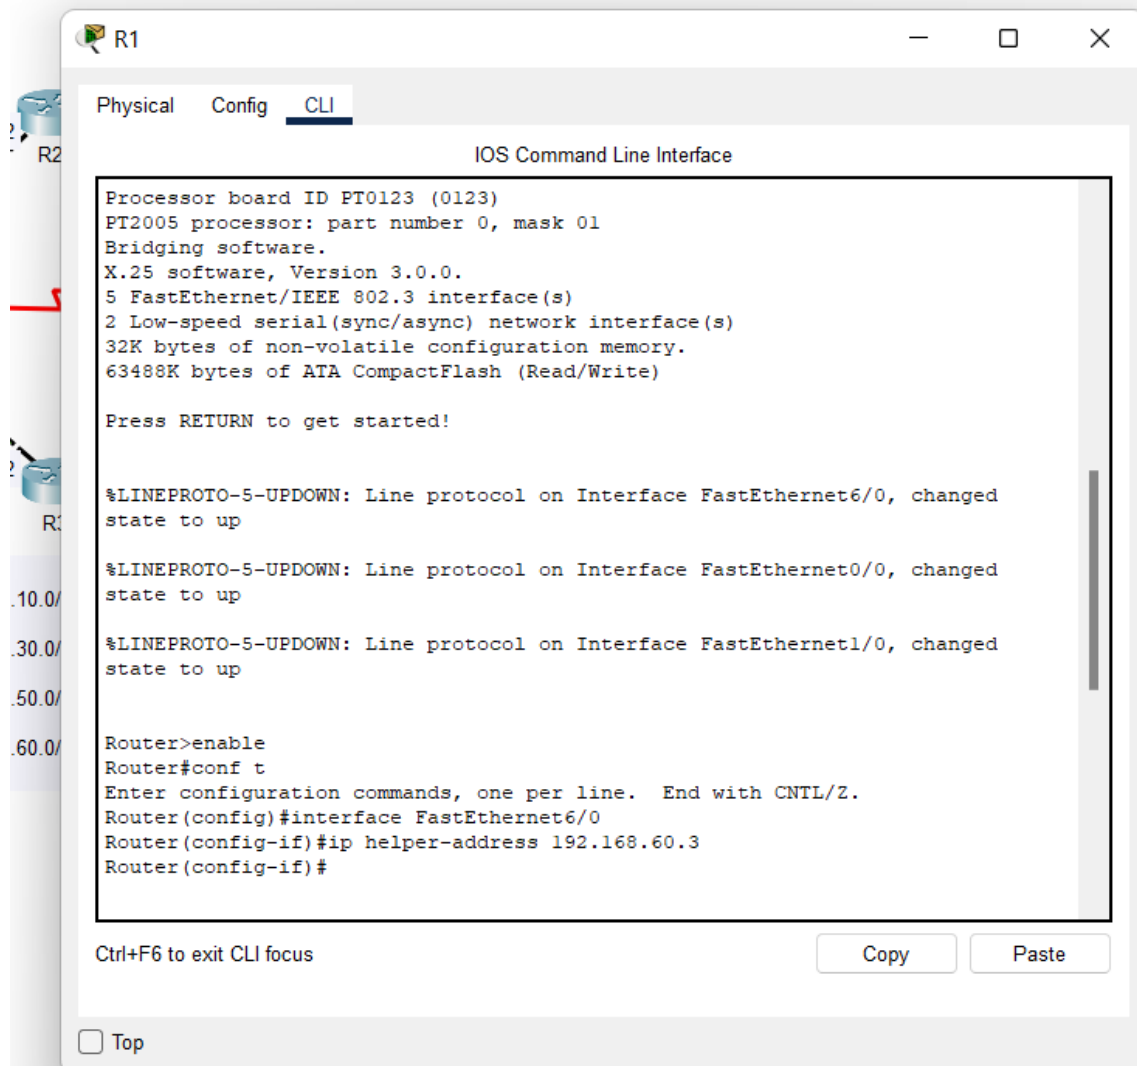 R1
Physical Config CLI
R2
IOS Command Line Interface
Processor board ID PT0123 (0123)
PT2005 processor: part number 0, mask 01
Bridging software.
X.25 software, Version 3.0.0.
5 FastEthernet/IEEE 802.3 interface(s)
2 Low-speed serial(sync/async) network interface(s)
32K bytes of non-volatile configuration memory.
63488K bytes of ATA CompactFlash (Read/Write)
Press RETURN to get started!
%LINEPROTO-5-UPDOWN: Line protocol on Interface FastEthernet6/0, changed
state to up
%LINEPROTO-5-UPDOWN: Line protocol on Interface FastEthernet0/0, changed
state to up
.10.0/
%LINEPROTO-5-UPDOWN: Line protocol on Interface FastEthernet1/0, changed
state to up
.30.0/
.50.0/
.60.0/
Router>enable
Router#conf t
Enter configuration commands, one per line.  End with CNTL/Z.
Router(config)#interface FastEthernet6/0
Router(config-if)#ip helper-address 192.168.60.3
Router(config-if)#
Ctrl+F6 to exit CLI focus
Copy Paste
Top